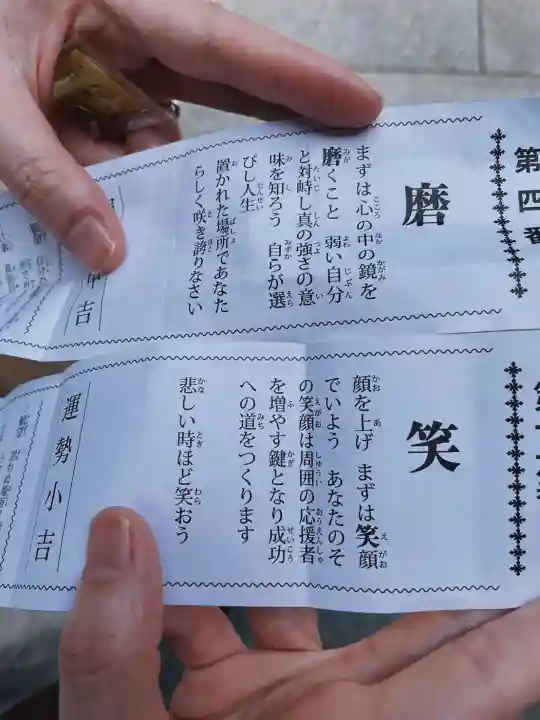 第四番
磨
まずは心の中の鏡を
磨くこと 弱い自分
と対峙し真の強さの意
味を知ろう 自らが選
びし人生
置かれた場所であなた
らしく咲き誇りなさい
中吉
笑
顔を上げ まずは笑顔
でいよう あなたのそ
の笑顔は周囲の応援者
を増やす鍵となり成功
への道をつくります
悲しい時ほど笑おう
運勢小吉